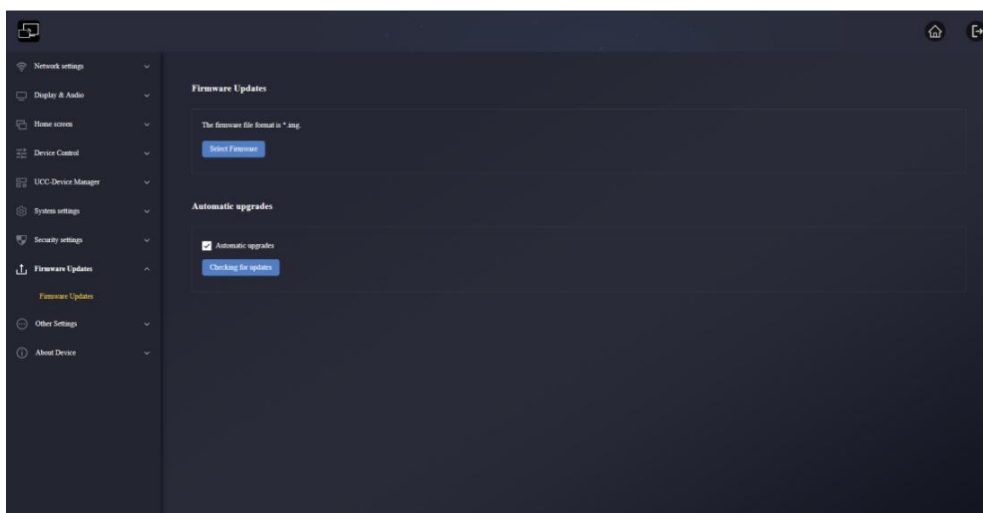 Network settings
Display & Audio
Home screen
Device Control
UCC-Device Manager
System settings
Security settings
Firmware Updates
Firmware Updates
Other Settings
About Device
Firmware Updates
The firmware file format is *.img.
Select Firmware
Automatic upgrades
Automatic upgrades
Checking for updates